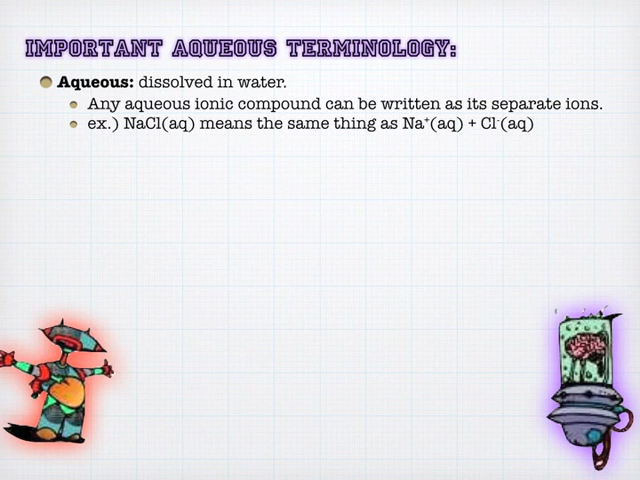 IMPORTANT AQUEOUS TERMINOLOGY:
Aqueous: dissolved in water.
Any aqueous ionic compound can be written as its separate ions.
ex.) NaCl(aq) means the same thing as Na⁺(aq) + Cl⁻(aq)